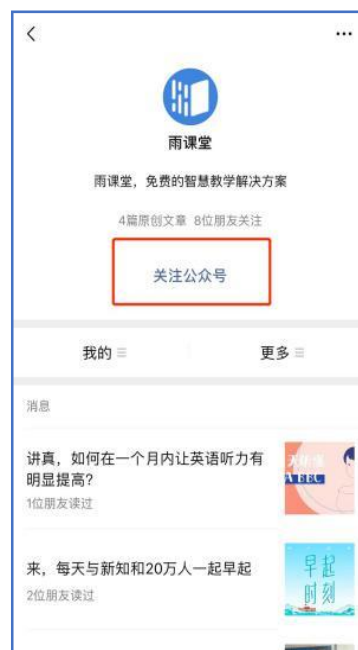 雨课堂
雨课堂，免费的智慧教学解决方案
4篇原创文章 8位朋友关注
关注公众号
我的
更多
消息
讲真，如何在一个月内让英语听力有
明显提高？
1位朋友读过
来，每天与新知和20万人一起早起
2位朋友读过
早起
时刻